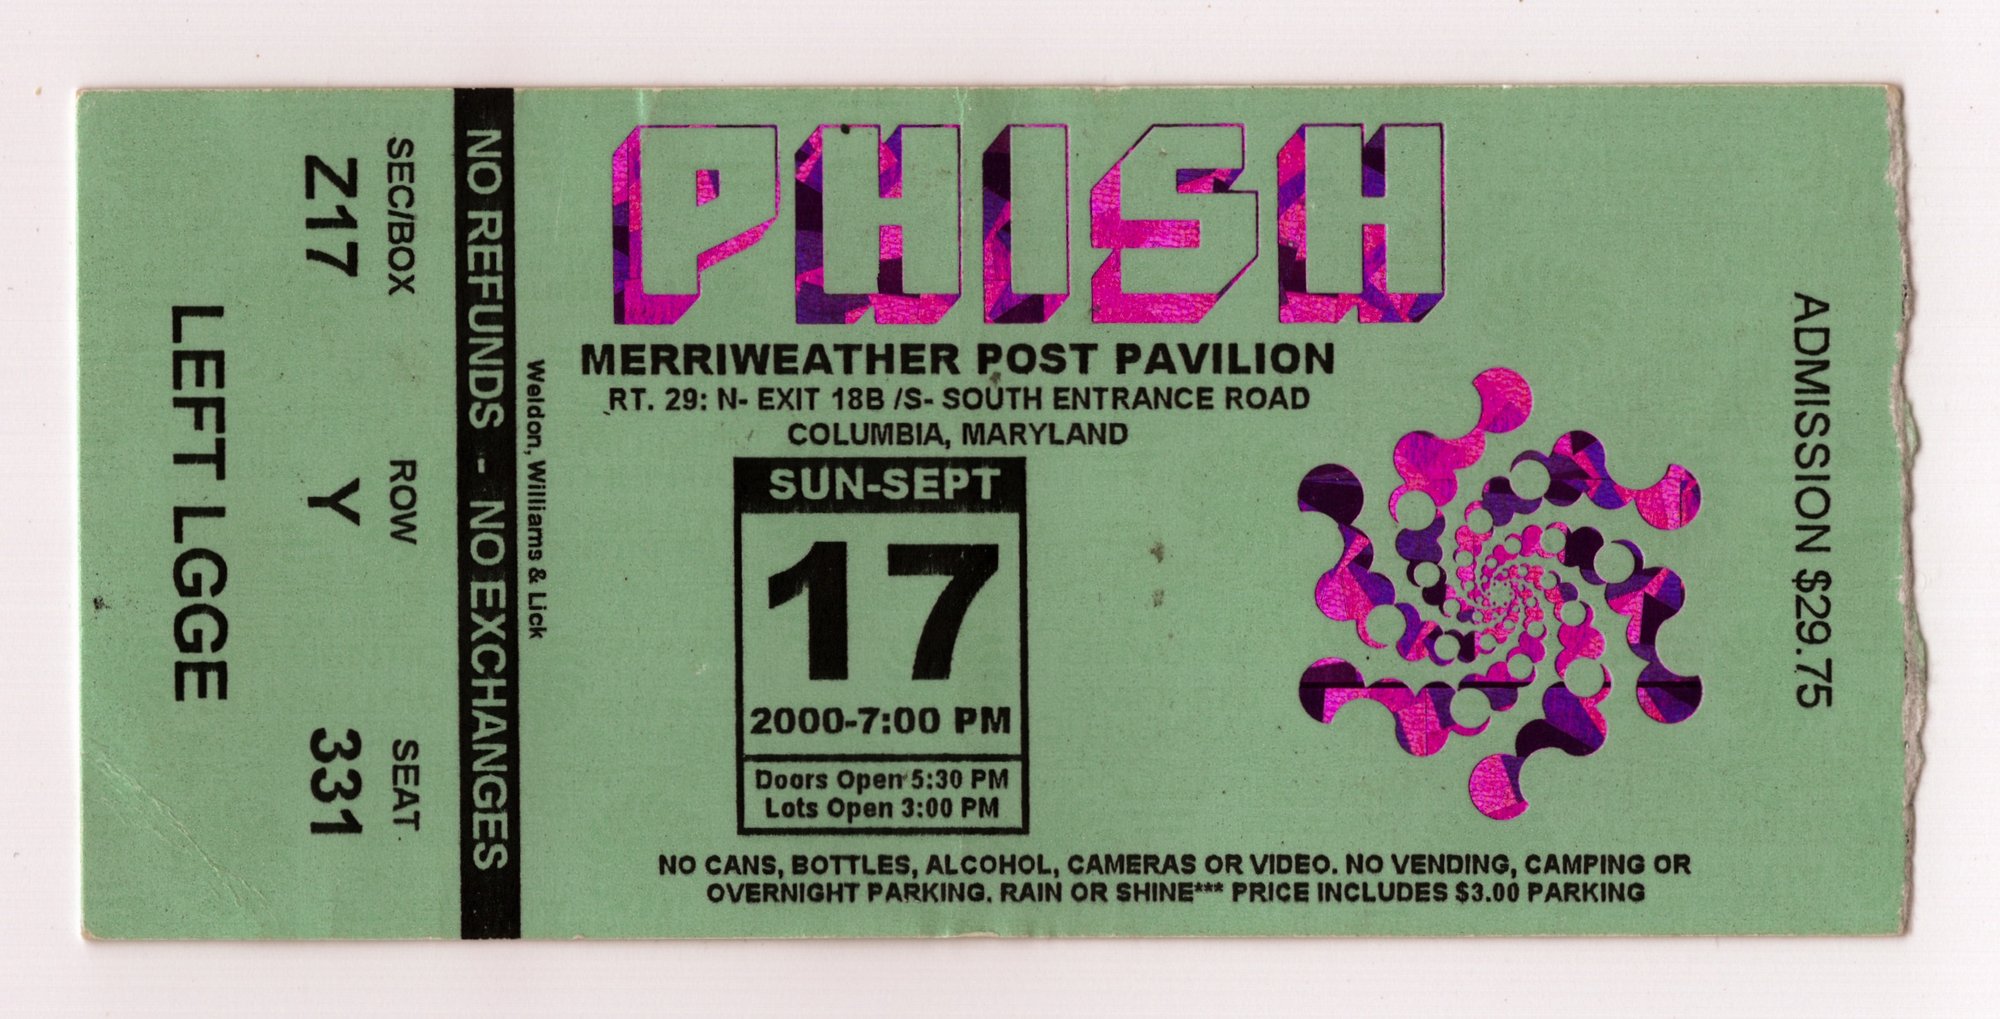 LEFT LGGE
SEC/BOX ROW SEAT
Z17 Y 331
NO REFUNDS - NO EXCHANGES
Weldon, Williams & Lick
PHISH
MERRIWEATHER POST PAVILION
RT. 29: N- EXIT 18B /S- SOUTH ENTRANCE ROAD
COLUMBIA, MARYLAND
SUN-SEPT
17
2000-7:00 PM
Doors Open 5:30 PM
Lots Open 3:00 PM
NO CANS, BOTTLES, ALCOHOL, CAMERAS OR VIDEO. NO VENDING, CAMPING OR
OVERNIGHT PARKING. RAIN OR SHINE*** PRICE INCLUDES $3.00 PARKING
ADMISSION $29.75